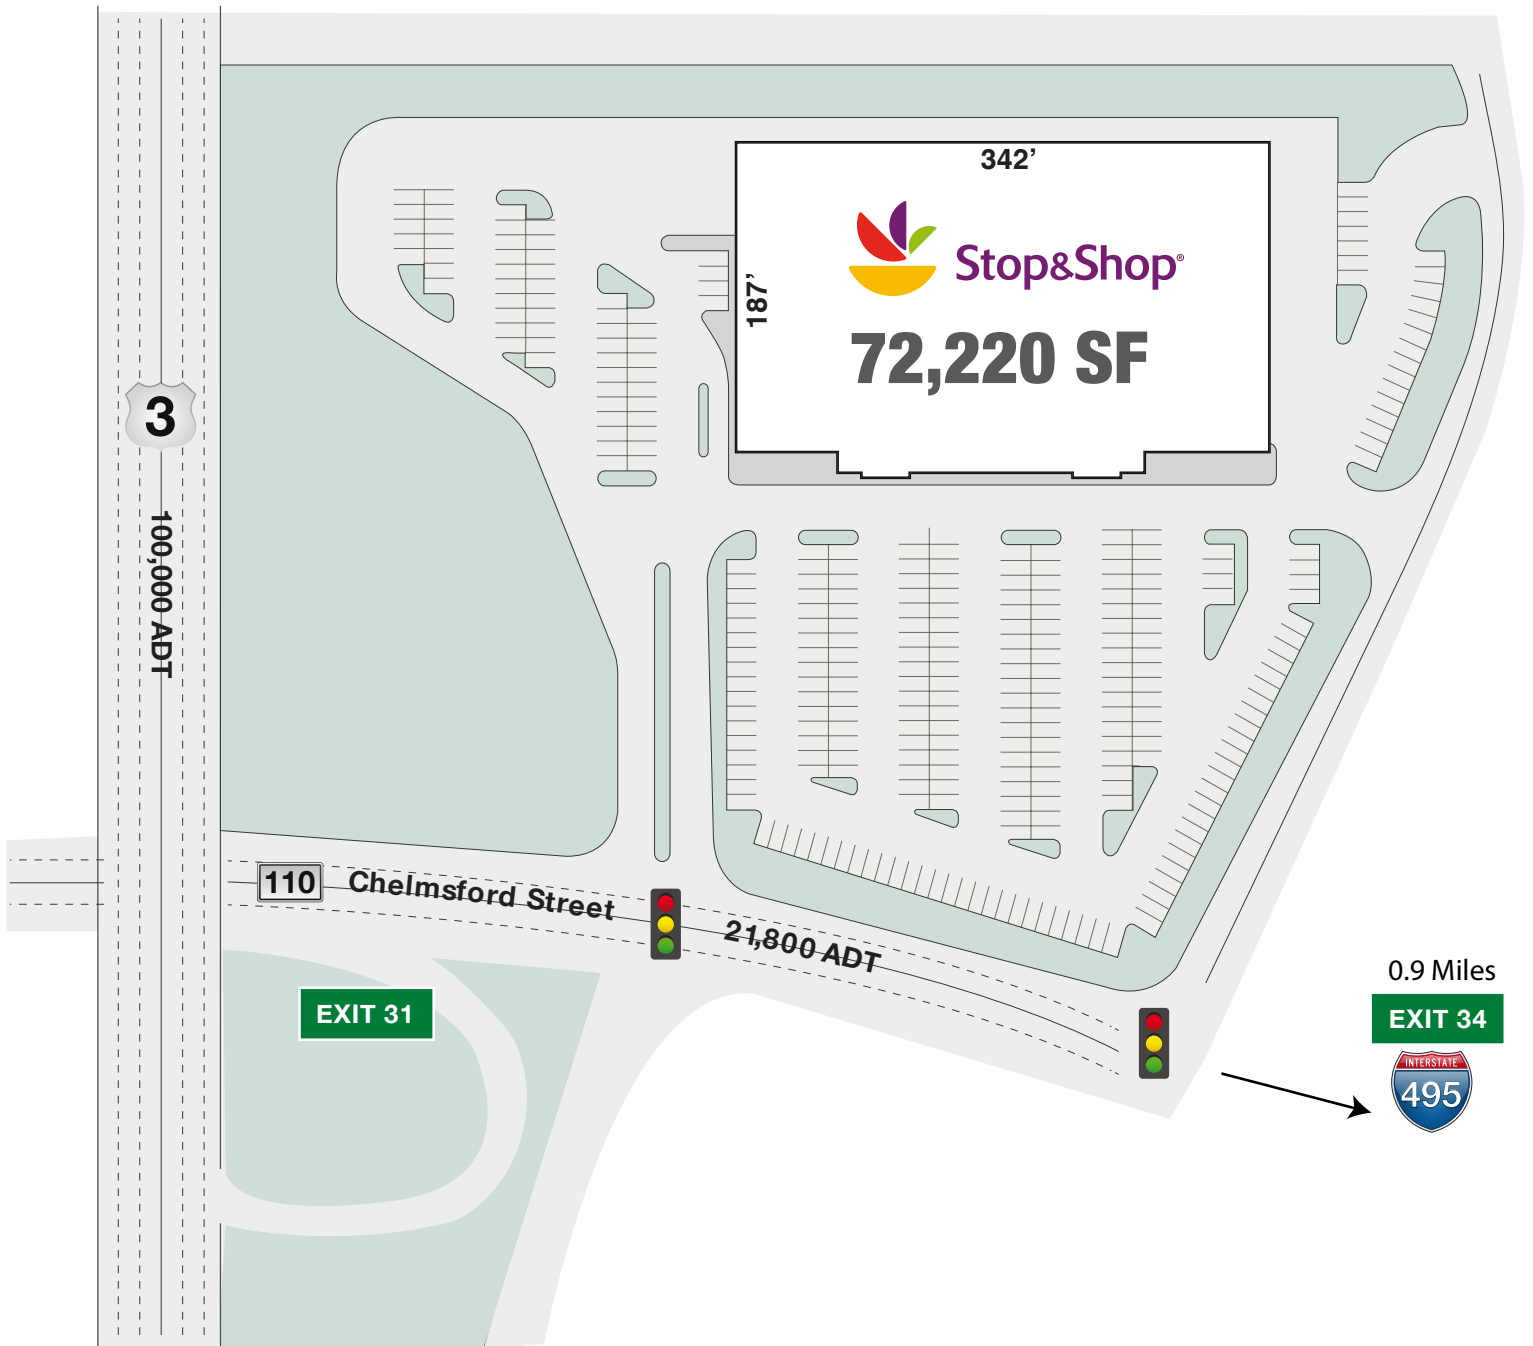 342’
187’
Stop&Shop®
72,220 SF
3
100,000 ADT
110
Chelmsford Street
21,800 ADT
EXIT 31
0.9 Miles
EXIT 34
INTERSTATE
495